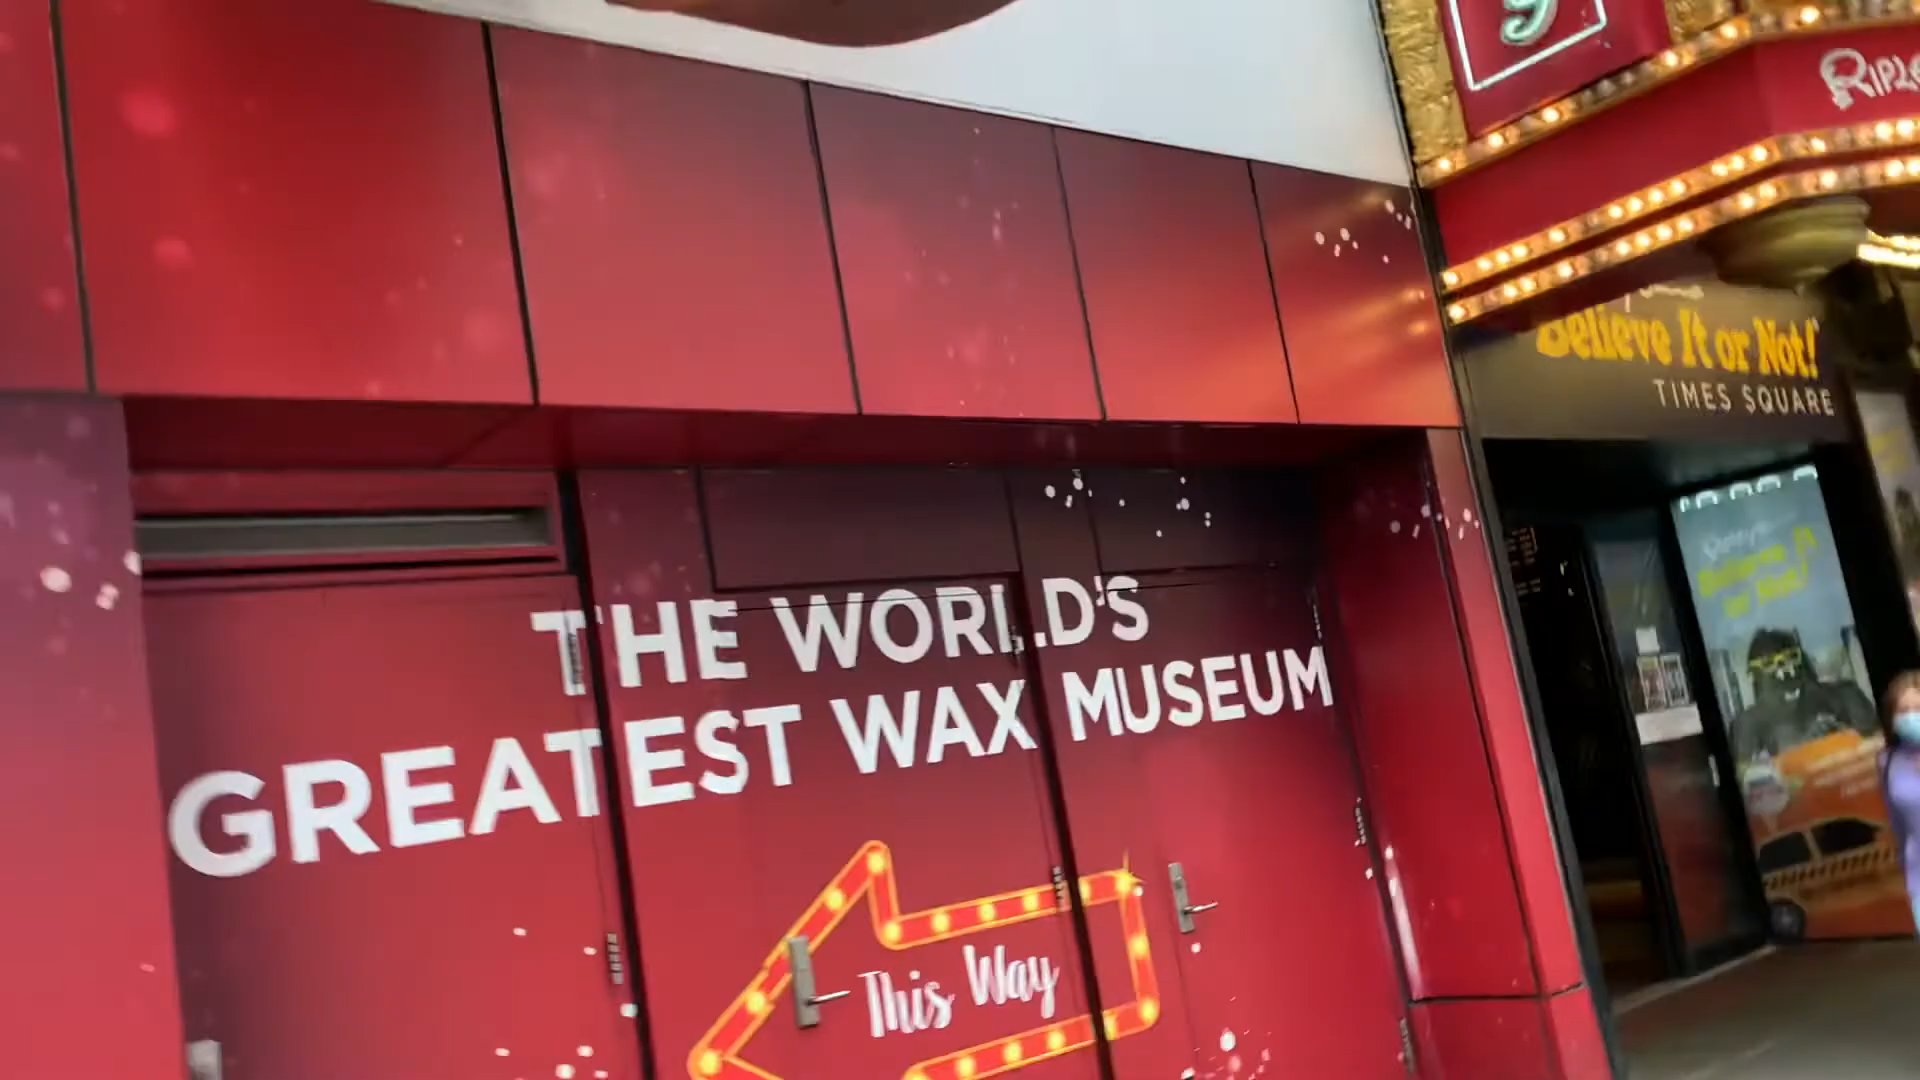 THE WORLD'S
GREATEST WAX MUSEUM
This Way
Believe It or Not!
TIMES SQUARE